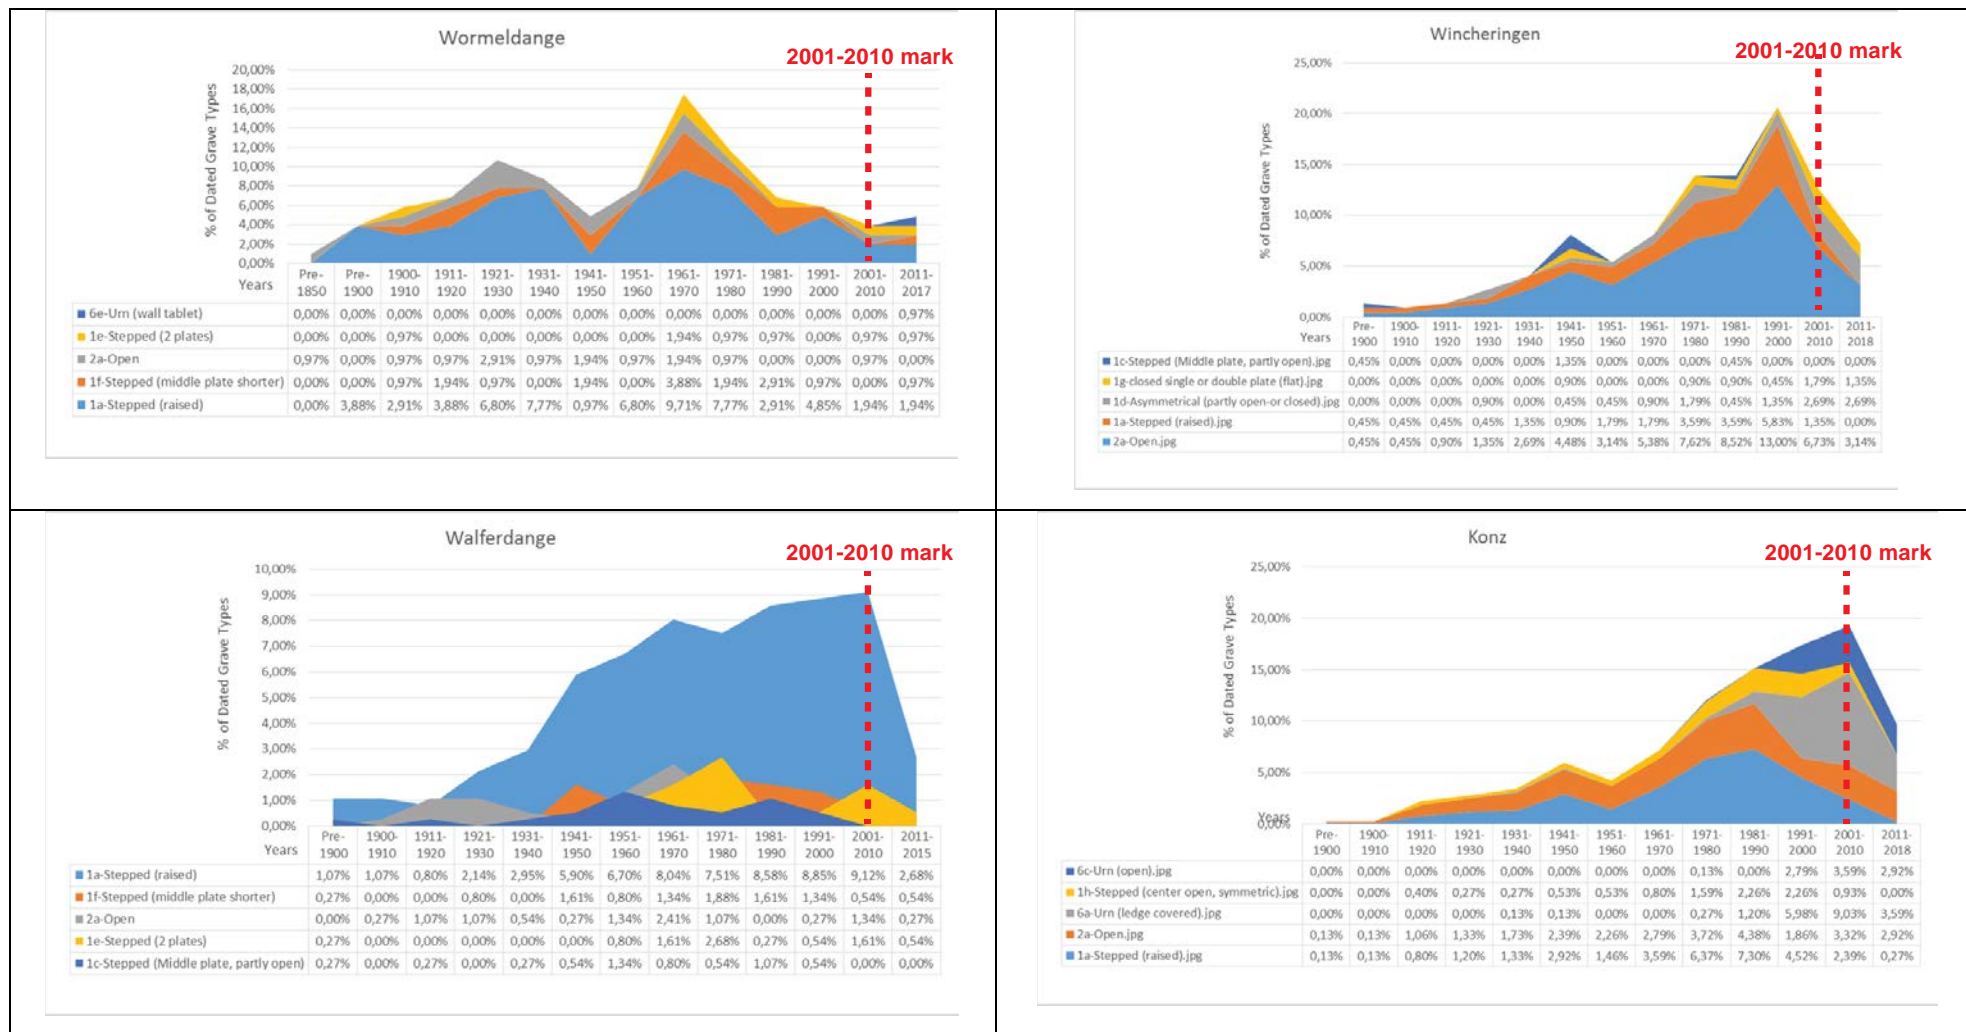 Wormeldange
2001-2010 mark
20,00%
18,00%
16,00%
14,00%
12,00%
10,00%
8,00%
6,00%
4,00%
2,00%
0,00%
% of Dated Grave Types
Years
Pre-1850 Pre-1900 1900-1910 1911-1920 1921-1930 1931-1940 1941-1950 1951-1960 1961-1970 1971-1980 1981-1990 1991-2000 2001-2010 2011-2017
6e-Urn (wall tablet) 0,00% 0,00% 0,00% 0,00% 0,00% 0,00% 0,00% 0,00% 0,00% 0,00% 0,00% 0,00% 0,00% 0,97%
1e-Stepped (2 plates) 0,00% 0,00% 0,97% 0,00% 0,00% 0,00% 0,00% 0,00% 1,94% 0,97% 0,97% 0,00% 0,97% 0,97%
2a-Open 0,97% 0,00% 0,97% 0,97% 2,91% 0,97% 1,94% 0,97% 1,94% 0,97% 0,00% 0,00% 0,97% 0,00%
1f-Stepped (middle plate shorter) 0,00% 0,00% 0,97% 1,94% 0,97% 0,00% 1,94% 0,00% 3,88% 1,94% 2,91% 0,97% 0,00% 0,97%
1a-Stepped (raised) 0,00% 3,88% 2,91% 3,88% 6,80% 7,77% 0,97% 6,80% 9,71% 7,77% 2,91% 4,85% 1,94% 1,94%
Wincheringen
2001-2010 mark
25,00%
20,00%
15,00%
10,00%
5,00%
0,00%
% of Dated Grave Types
Years
Pre-1900 1900-1910 1911-1920 1921-1930 1931-1940 1941-1950 1951-1960 1961-1970 1971-1980 1981-1990 1991-2000 2001-2010 2011-2018
1c-Stepped (Middle plate, partly open).jpg 0,45% 0,00% 0,00% 0,00% 0,00% 1,35% 0,00% 0,00% 0,00% 0,45% 0,00% 0,00% 0,00%
1g-closed single or double plate (flat).jpg 0,00% 0,00% 0,00% 0,00% 0,00% 0,90% 0,00% 0,00% 0,90% 0,90% 0,45% 1,79% 1,35%
1d-Asymmetrical (partly open-or closed).jpg 0,00% 0,00% 0,00% 0,90% 0,00% 0,45% 0,45% 0,90% 1,79% 0,45% 1,35% 2,69% 2,69%
1a-Stepped (raised).jpg 0,45% 0,45% 0,45% 0,45% 1,35% 0,90% 1,79% 1,79% 3,59% 3,59% 5,83% 1,35% 0,00%
2a-Open.jpg 0,45% 0,45% 0,90% 1,35% 2,69% 4,48% 3,14% 5,38% 7,62% 8,52% 13,00% 6,73% 3,14%
Walferdange
2001-2010 mark
10,00%
9,00%
8,00%
7,00%
6,00%
5,00%
4,00%
3,00%
2,00%
1,00%
0,00%
% of Dated Grave Types
Years
Pre-1900 1900-1910 1911-1920 1921-1930 1931-1940 1941-1950 1951-1960 1961-1970 1971-1980 1981-1990 1991-2000 2001-2010 2011-2015
1a-Stepped (raised) 1,07% 1,07% 0,80% 2,14% 2,95% 5,90% 6,70% 8,04% 7,51% 8,58% 8,85% 9,12% 2,68%
1f-Stepped (middle plate shorter) 0,27% 0,00% 0,00% 0,80% 0,00% 1,61% 0,80% 1,34% 1,88% 1,61% 1,34% 0,54% 0,54%
2a-Open 0,00% 0,27% 1,07% 1,07% 0,54% 0,27% 1,34% 2,41% 1,07% 0,00% 0,27% 1,34% 0,27%
1e-Stepped (2 plates) 0,27% 0,00% 0,00% 0,00% 0,00% 0,00% 0,80% 1,61% 2,68% 0,27% 0,54% 1,61% 0,54%
1c-Stepped (Middle plate, partly open) 0,27% 0,00% 0,27% 0,00% 0,27% 0,54% 1,34% 0,80% 0,54% 1,07% 0,54% 0,00% 0,00%
Konz
2001-2010 mark
25,00%
20,00%
15,00%
10,00%
5,00%
0,00%
% of Dated Grave Types
Years
Pre-1900 1900-1910 1911-1920 1921-1930 1931-1940 1941-1950 1951-1960 1961-1970 1971-1980 1981-1990 1991-2000 2001-2010 2011-2018
6c-Urn (open).jpg 0,00% 0,00% 0,00% 0,00% 0,00% 0,00% 0,00% 0,00% 0,13% 0,00% 2,79% 3,59% 2,92%
1h-Stepped (center open, symmetric).jpg 0,00% 0,00% 0,40% 0,27% 0,27% 0,53% 0,53% 0,80% 1,59% 2,26% 2,26% 0,93% 0,00%
6a-Urn (ledge covered).jpg 0,00% 0,00% 0,00% 0,00% 0,13% 0,13% 0,00% 0,00% 0,27% 1,20% 5,98% 9,03% 3,59%
2a-Open.jpg 0,13% 0,13% 1,06% 1,33% 1,73% 2,39% 2,26% 2,79% 3,72% 4,38% 1,86% 3,32% 2,92%
1a-Stepped (raised).jpg 0,13% 0,13% 0,80% 1,20% 1,33% 2,92% 1,46% 3,59% 6,37% 7,30% 4,52% 2,39% 0,27%